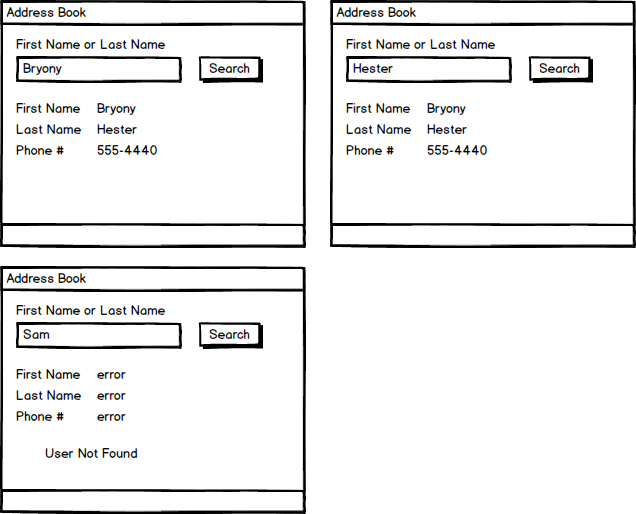 Address Book
First Name or Last Name
Bryony Search
First Name Bryony
Last Name Hester
Phone # 555-4440
Address Book
First Name or Last Name
Hester Search
First Name Bryony
Last Name Hester
Phone # 555-4440
Address Book
First Name or Last Name
Sam Search
First Name error
Last Name error
Phone # error
User Not Found